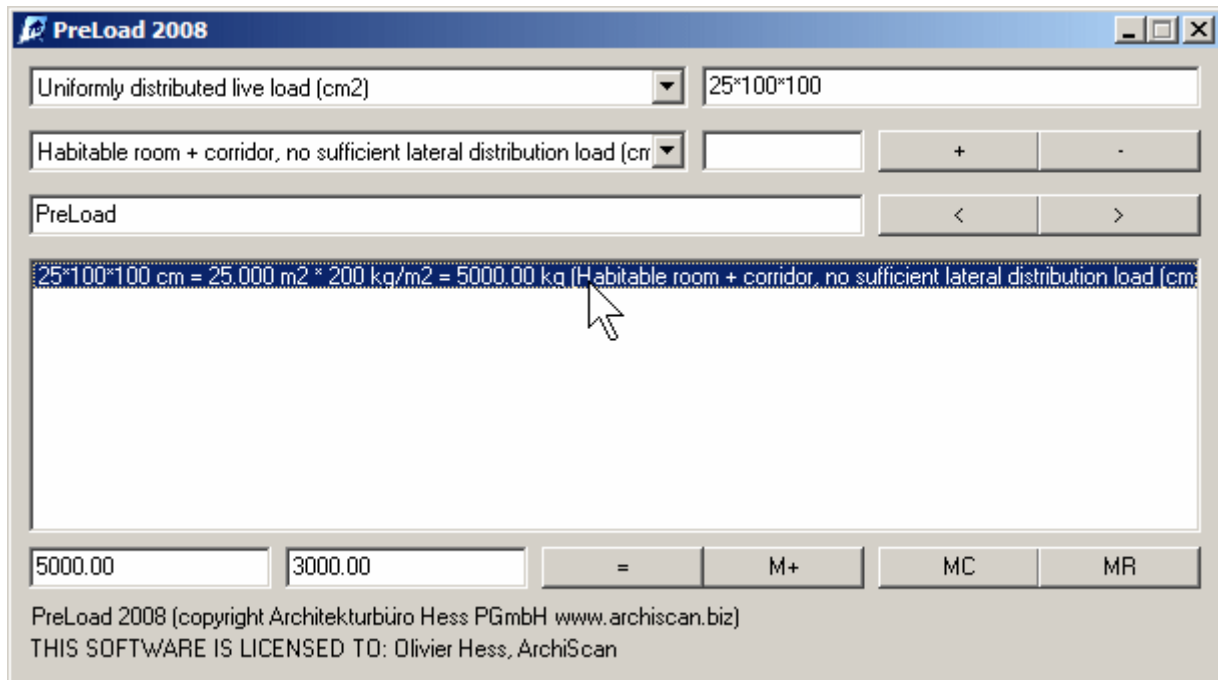 PreLoad 2008
Uniformly distributed live load (cm2)
25*100*100
Habitable room + corridor, no sufficient lateral distribution load (cm
+
-
PreLoad
<
>
25*100*100 cm = 25.000 m2 * 200 kg/m2 = 5000.00 kg (Habitable room + corridor, no sufficient lateral distribution load (cm
5000.00
3000.00
=
M+
MC
MR
PreLoad 2008 (copyright Architekturbüro Hess PGmbH www.archiscan.biz)
THIS SOFTWARE IS LICENSED TO: Olivier Hess, ArchiScan